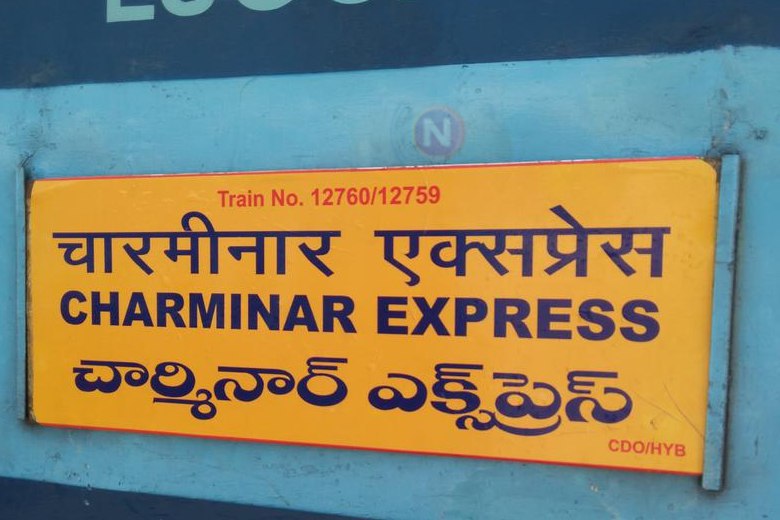 N
Train No. 12760/12759
चारमीनार एक्सप्रेस
CHARMINAR EXPRESS
చార్మినార్ ఎక్స్‌ప్రెస్
CDO/HYB